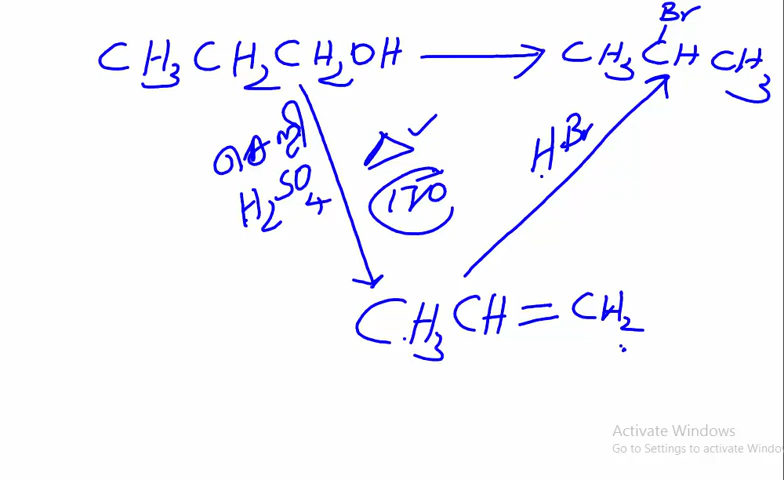 Br
CH₃CH₂CH₂OH ⟶ CH₃CHCH₃
செறி
H₂SO₄
△ ✓
170
HBr
CH₃CH=CH₂
Activate Windows
Go to Settings to activate Windo